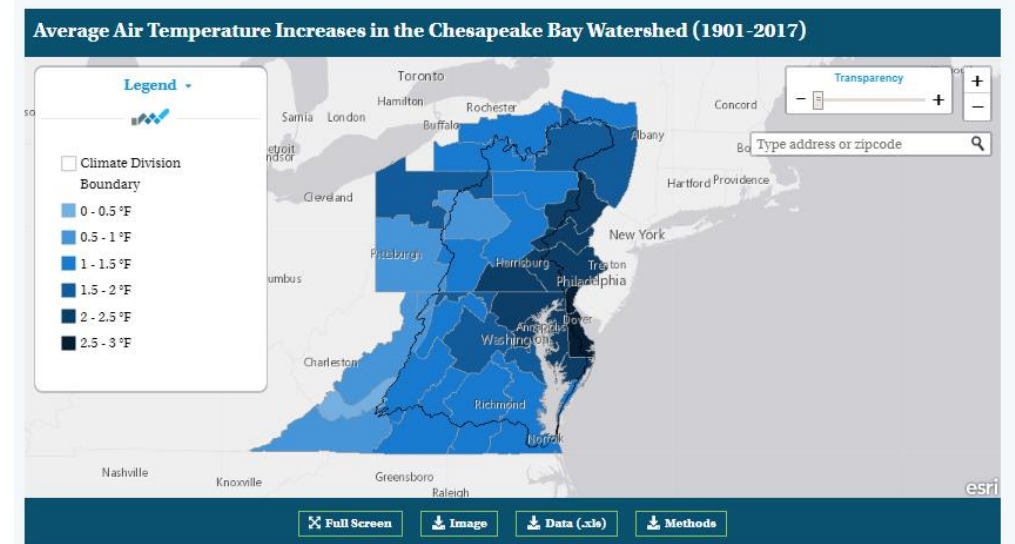 Average Air Temperature Increases in the Chesapeake Bay Watershed (1901-2017)
Legend
Climate Division
Boundary
0 - 0.5 °F
0.5 - 1 °F
1 - 1.5 °F
1.5 - 2 °F
2 - 2.5 °F
2.5 - 3 °F
Transparency
- +
+
-
Type address or zipcode
Toronto
Hamilton
Rochester
Sarnia London
Buffalo
Concord
Albany
Hartford Providence
Cleveland
New York
Pittsburgh
Harrisburg
Trenton
Philadelphia
umbus
Dover
Annapolis
Washington
Charleston
Richmond
Norfolk
Nashville
Knoxville
Greensboro
Raleigh
esri
Full Screen
Image
Data (.xls)
Methods